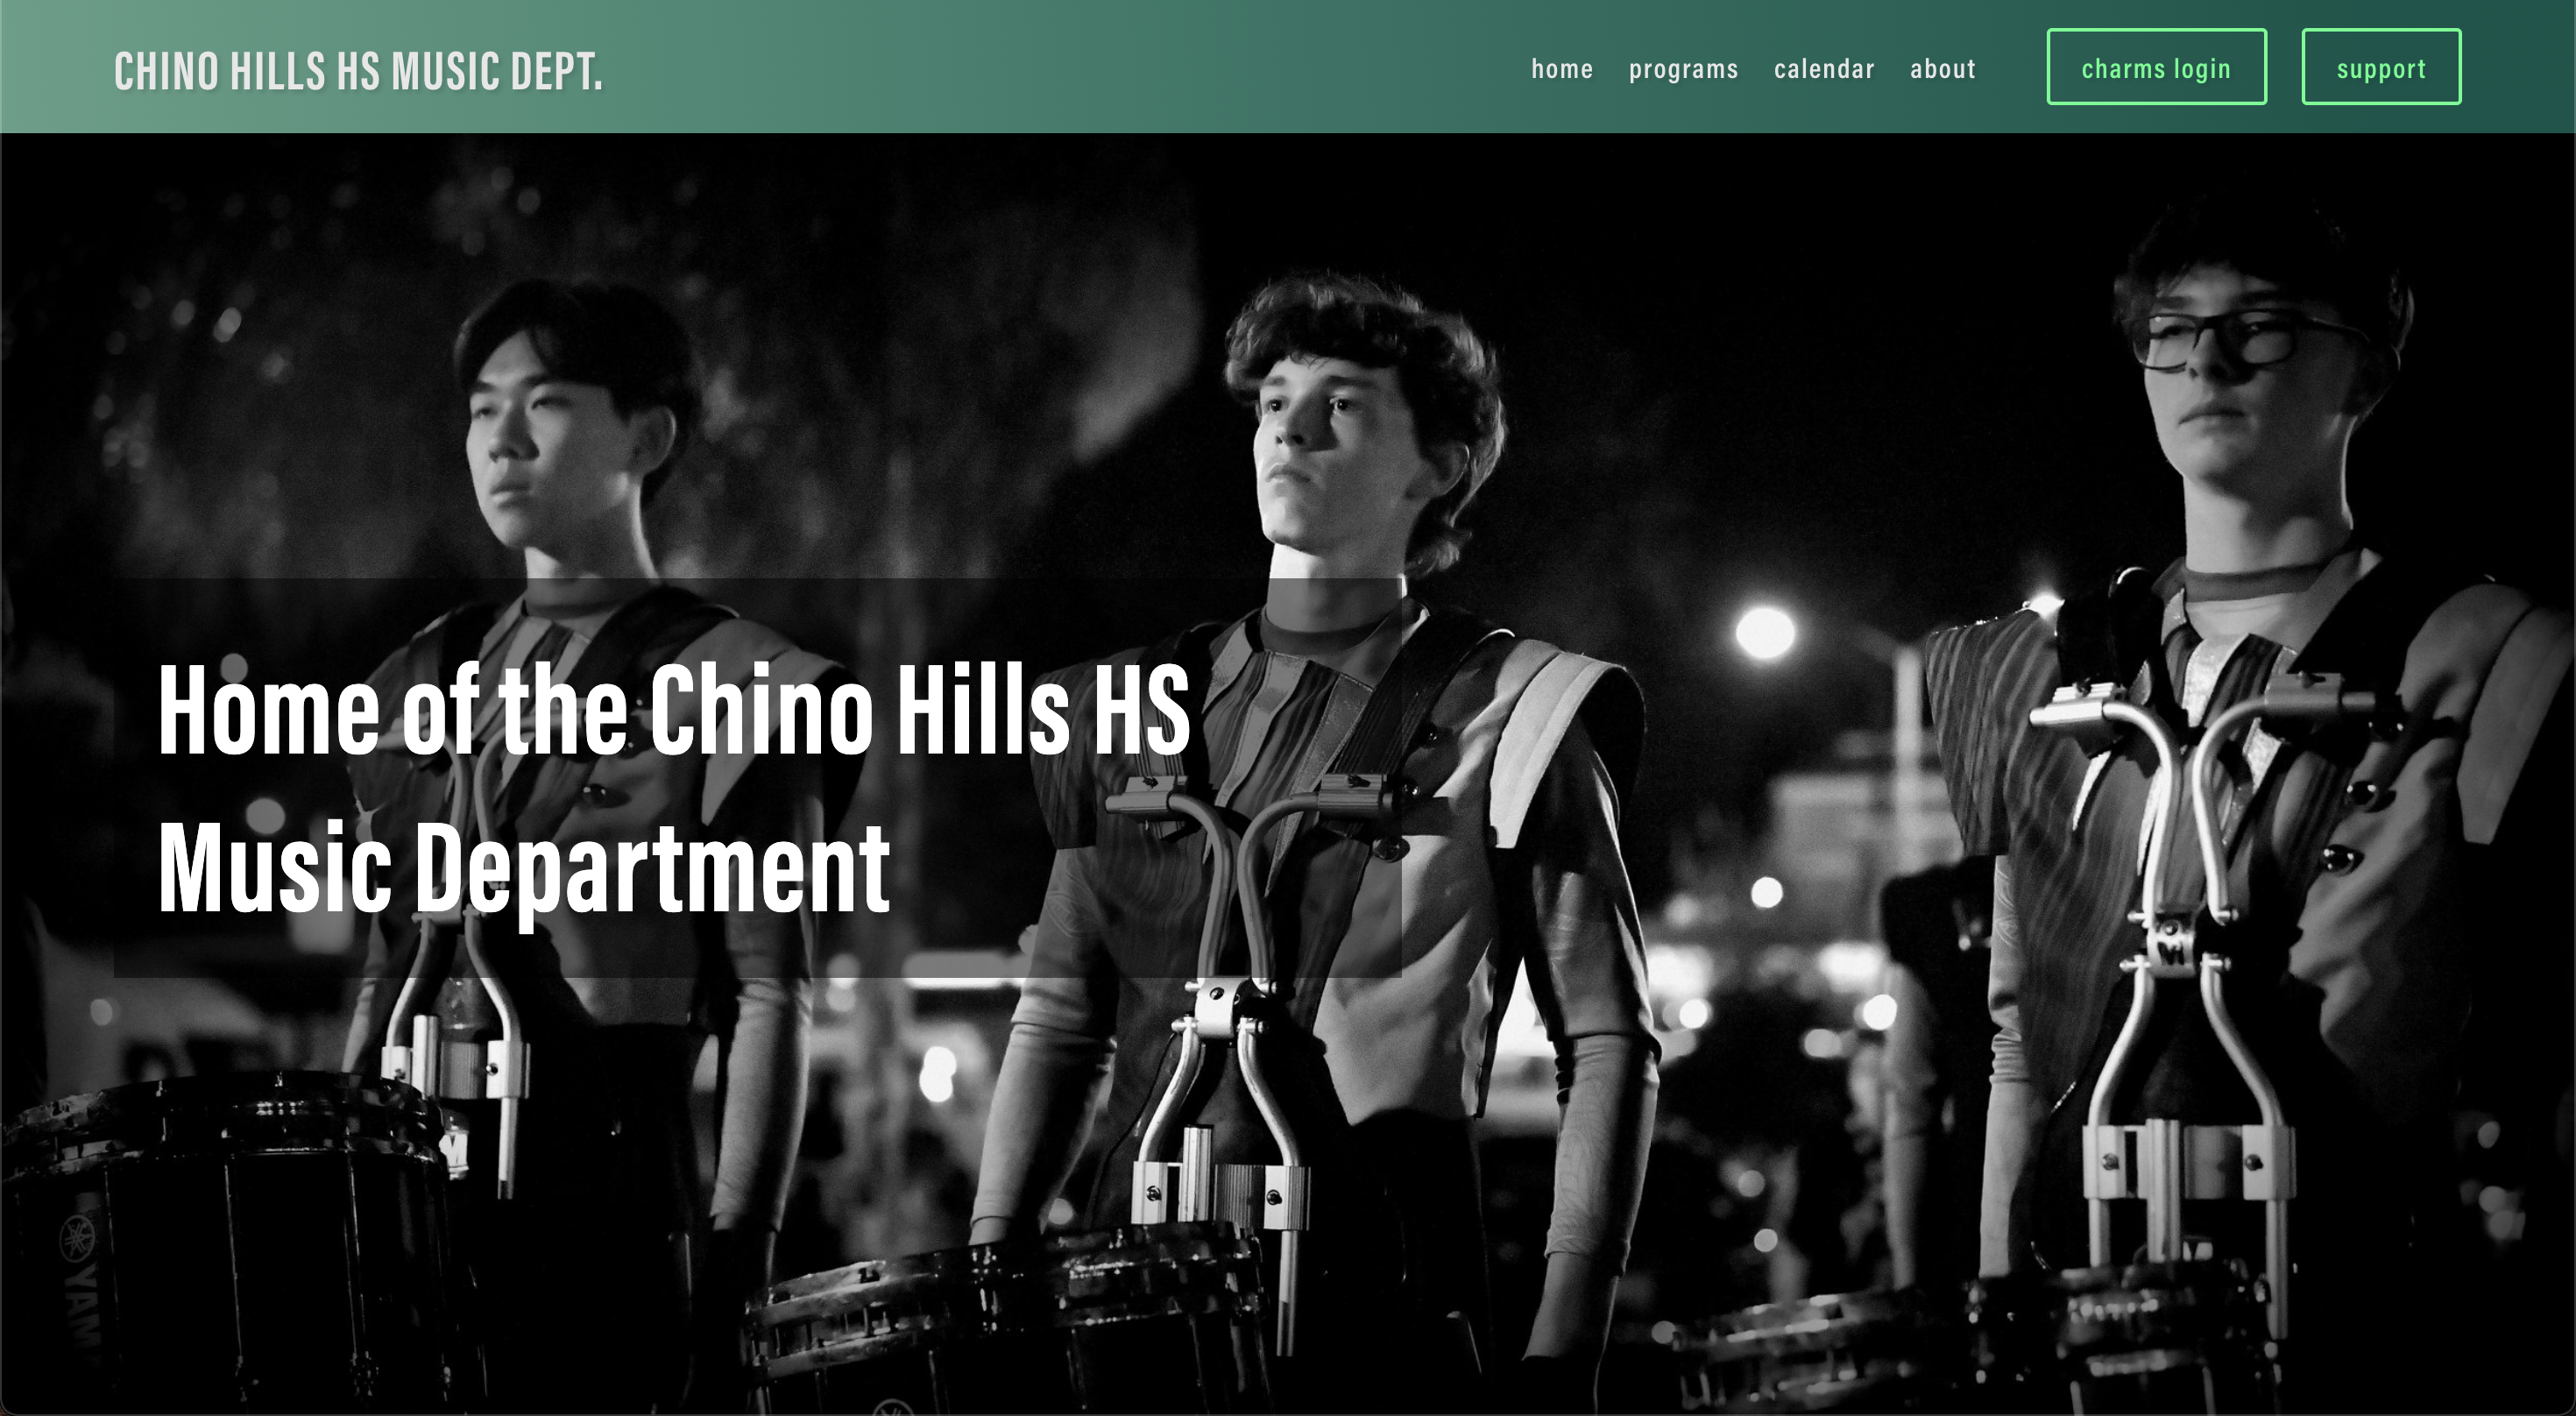 CHINO HILLS HS MUSIC DEPT.
home programs calendar about charms login support
Home of the Chino Hills HS
Music Department